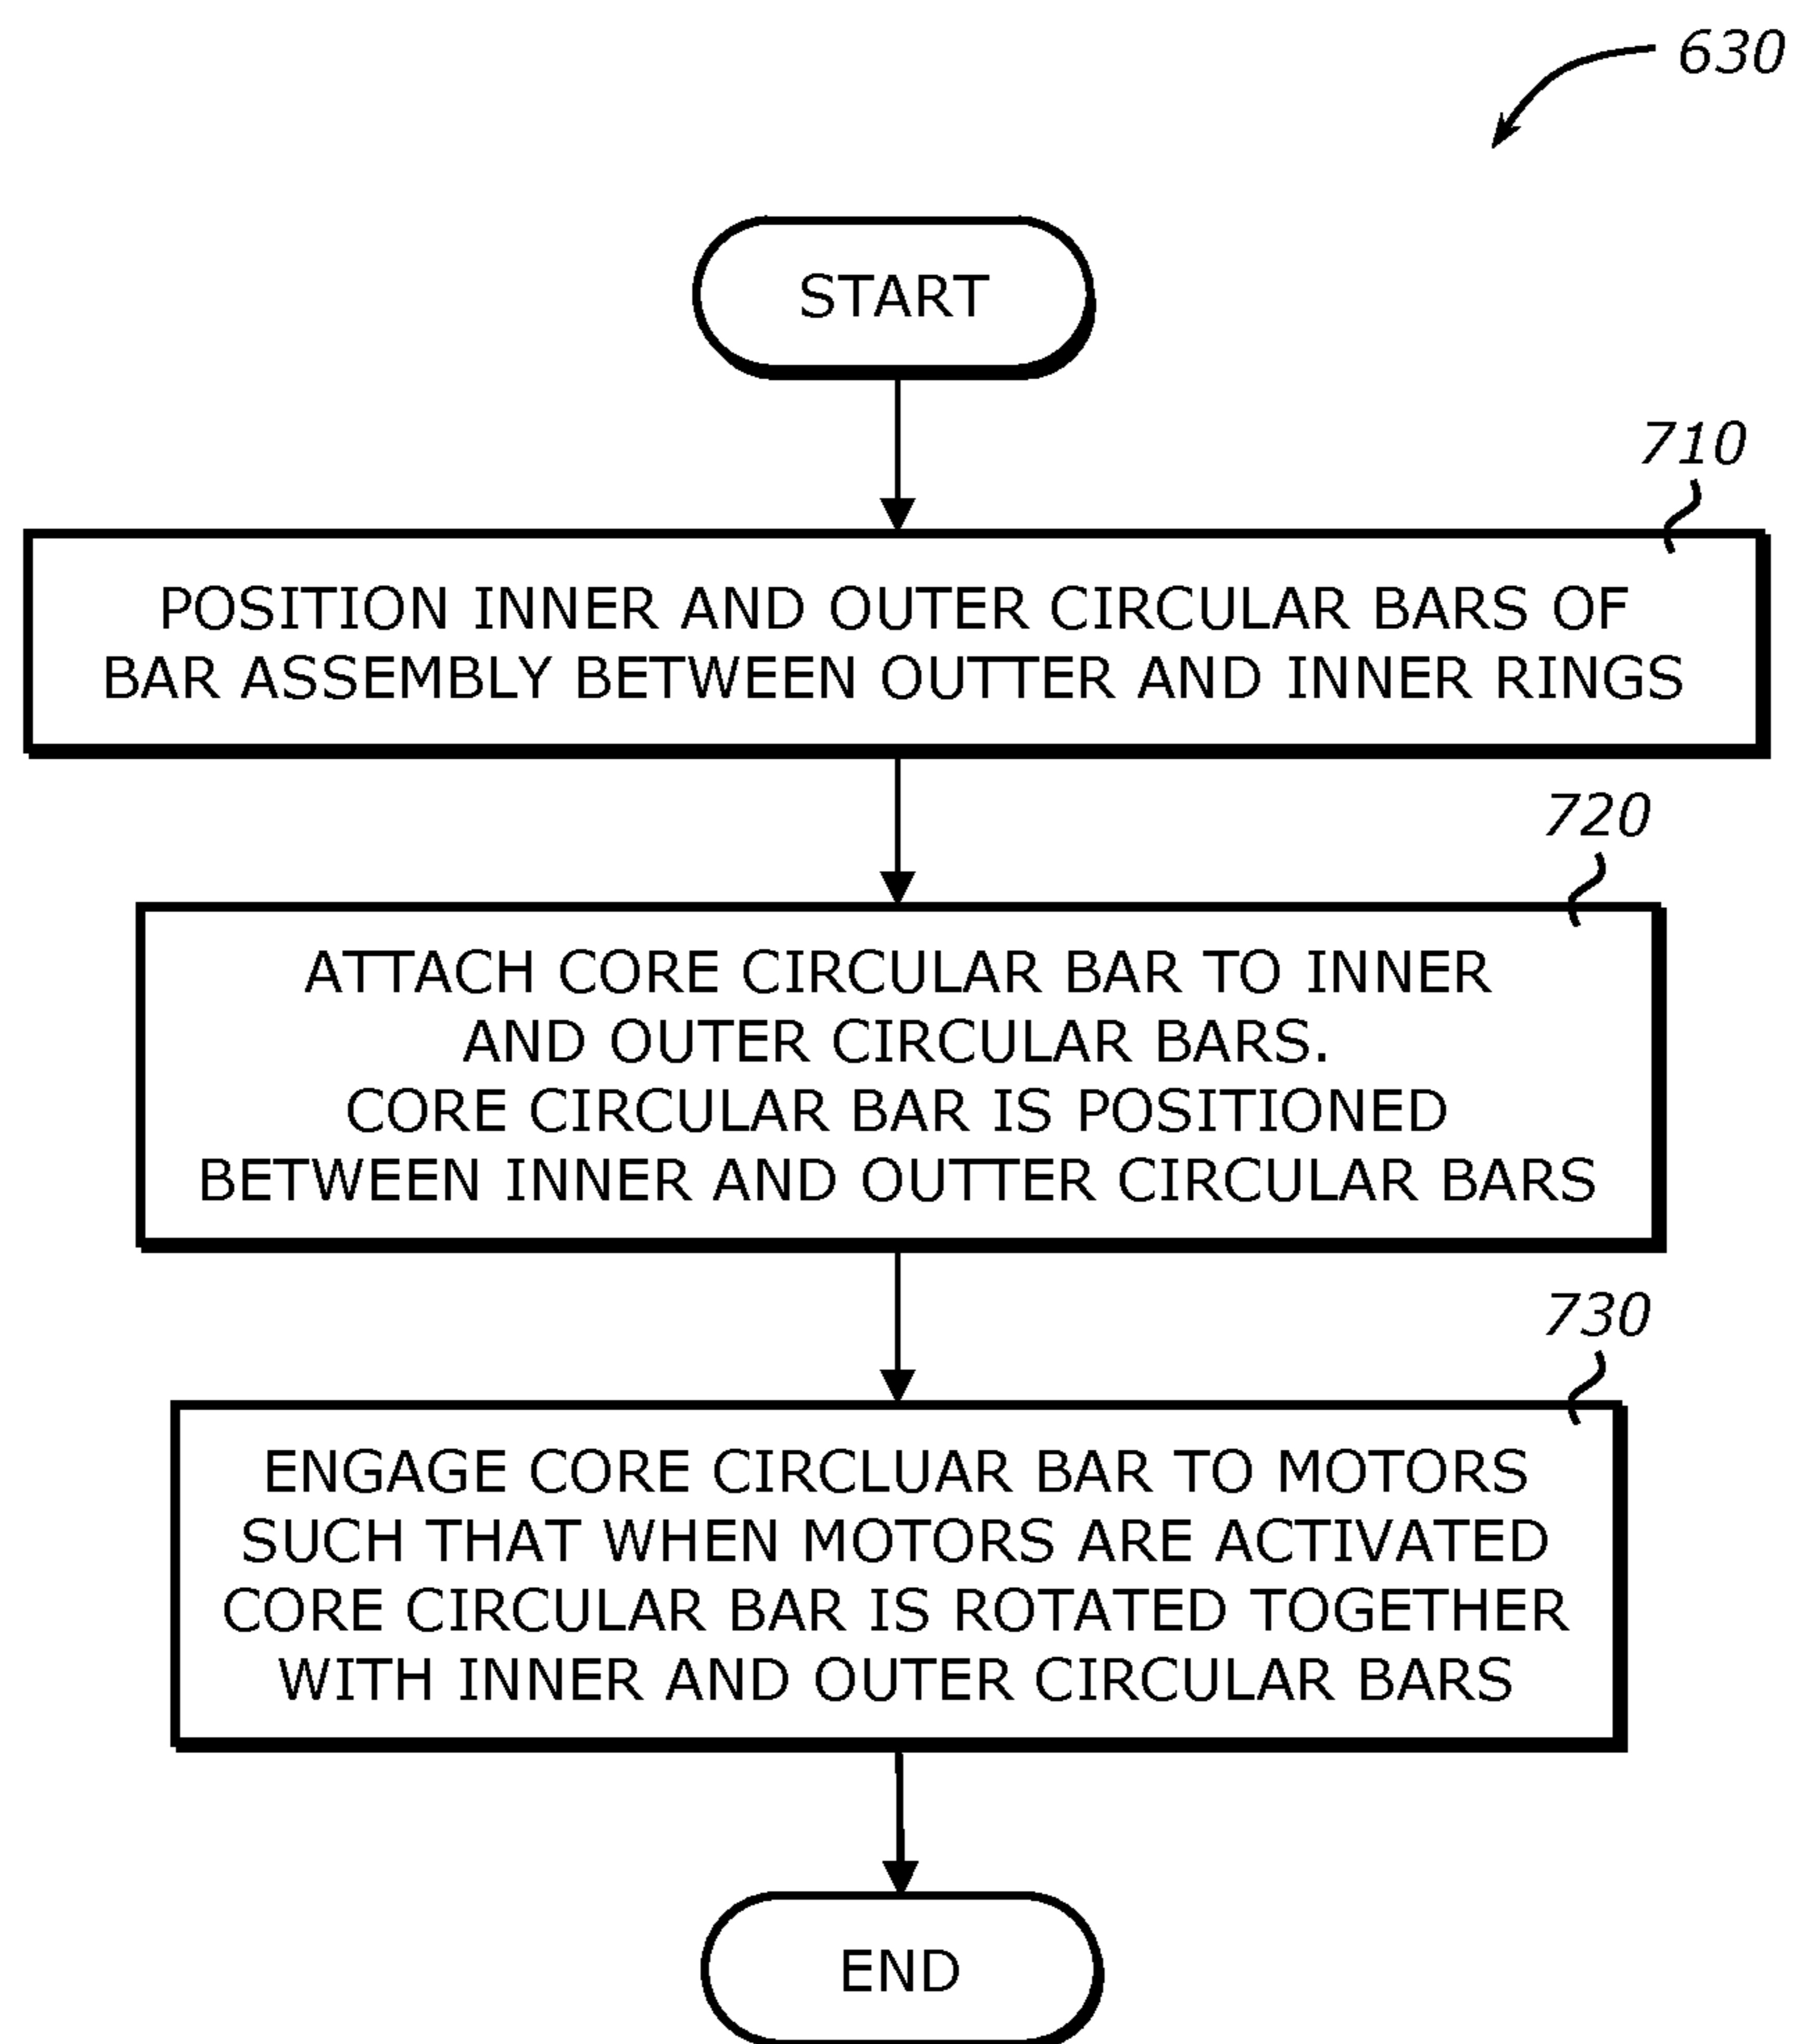 630
START
710
POSITION INNER AND OUTER CIRCULAR BARS OF
BAR ASSEMBLY BETWEEN OUTTER AND INNER RINGS
720
ATTACH CORE CIRCULAR BAR TO INNER
AND OUTER CIRCULAR BARS.
CORE CIRCULAR BAR IS POSITIONED
BETWEEN INNER AND OUTTER CIRCULAR BARS
730
ENGAGE CORE CIRCLUAR BAR TO MOTORS
SUCH THAT WHEN MOTORS ARE ACTIVATED
CORE CIRCULAR BAR IS ROTATED TOGETHER
WITH INNER AND OUTER CIRCULAR BARS
END